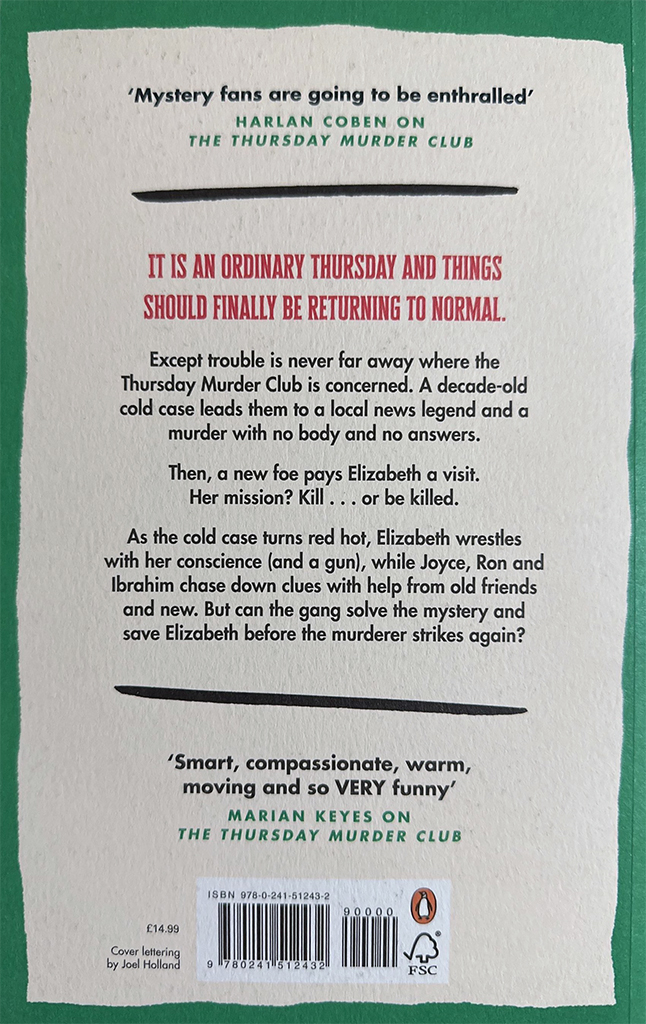 ‘Mystery fans are going to be enthralled’
HARLAN COBEN ON
THE THURSDAY MURDER CLUB
IT IS AN ORDINARY THURSDAY AND THINGS
SHOULD FINALLY BE RETURNING TO NORMAL.
Except trouble is never far away where the
Thursday Murder Club is concerned. A decade-old
cold case leads them to a local news legend and a
murder with no body and no answers.
Then, a new foe pays Elizabeth a visit.
Her mission? Kill . . . or be killed.
As the cold case turns red hot, Elizabeth wrestles
with her conscience (and a gun), while Joyce, Ron and
Ibrahim chase down clues with help from old friends
and new. But can the gang solve the mystery and
save Elizabeth before the murderer strikes again?
‘Smart, compassionate, warm,
moving and so VERY funny’
MARIAN KEYES ON
THE THURSDAY MURDER CLUB
ISBN 978-0-241-51243-2
90000
£14.99
Cover lettering
by Joel Holland
9 780241 512432
FSC®